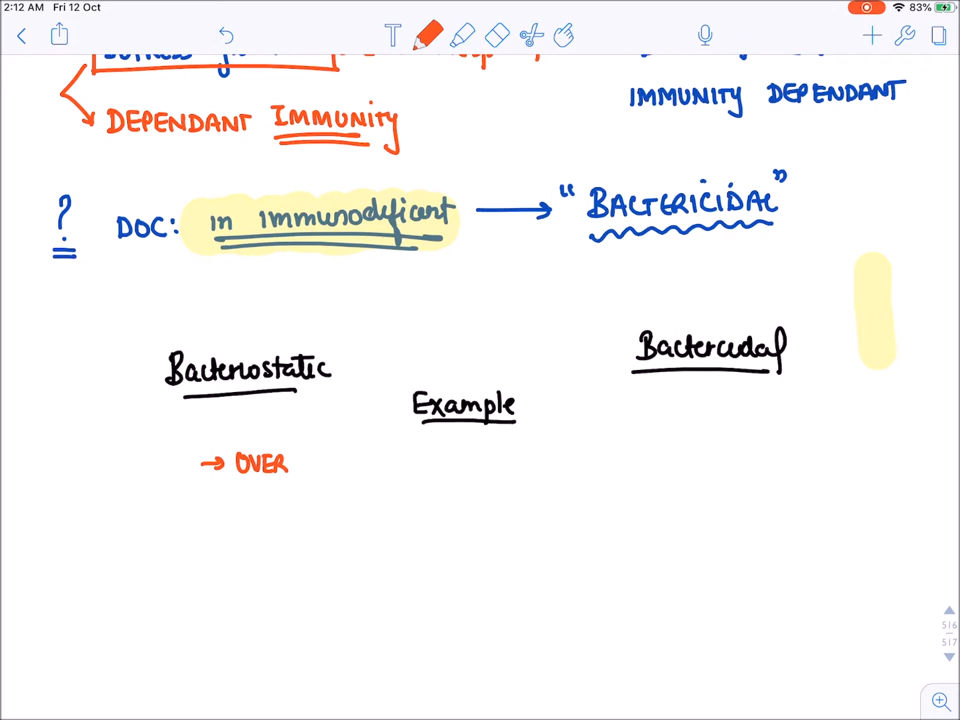 2:12 AM Fri 12 Oct 83%
T
DEPENDANT IMMUNITY
IMMUNITY DEPENDANT
? DOC: in immunodeficent → "BACTERICIDAL"
Bacteriostatic
Bactericidal
Example
→ OVER
516
517